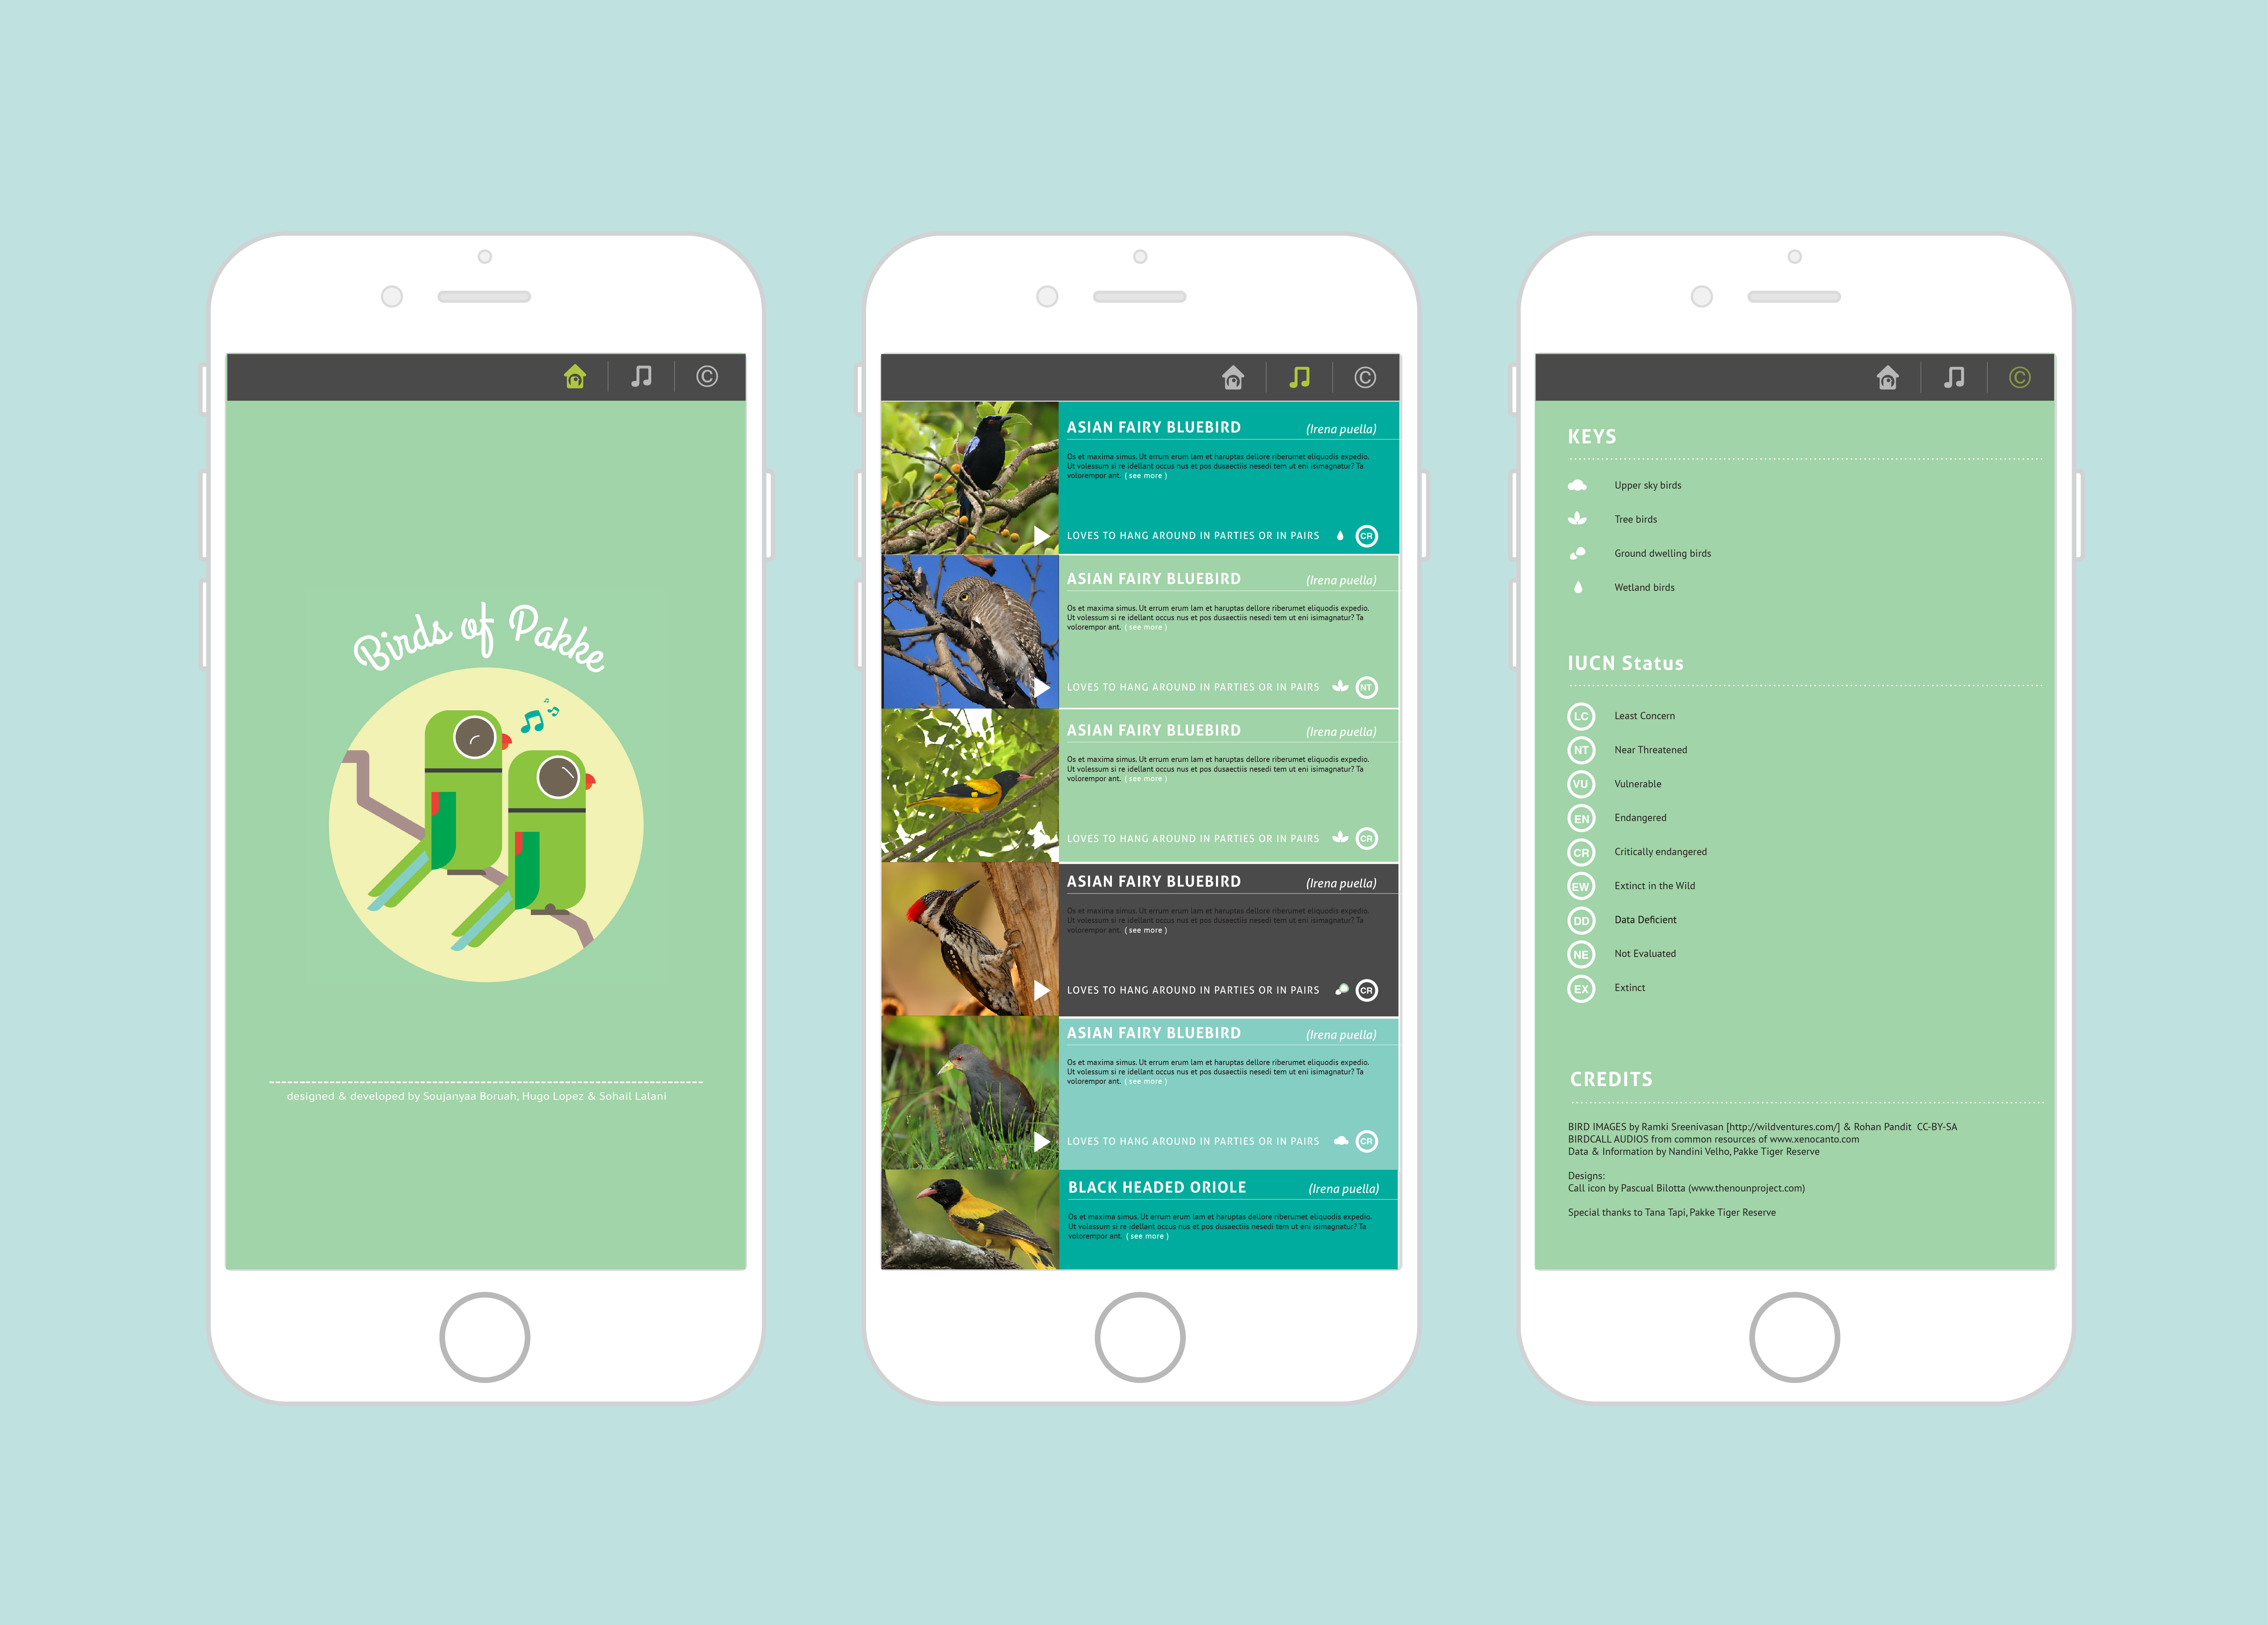 ©
Birds of Pakke
designed & developed by Soujanyaa Boruah, Hugo Lopez & Sohail Lalani
©
ASIAN FAIRY BLUEBIRD (Irena puella)
Os et maxima simus. Ut errum erum lam et haruptas dellore riberumet eliquodis expedio.
Ut volessum si re idellant occus nus et pos dusaectiis nesedi tem ut eni isimagnatur? Ta
volorempor ant. ( see more )
LOVES TO HANG AROUND IN PARTIES OR IN PAIRS CR
ASIAN FAIRY BLUEBIRD (Irena puella)
Os et maxima simus. Ut errum erum lam et haruptas dellore riberumet eliquodis expedio.
Ut volessum si re idellant occus nus et pos dusaectiis nesedi tem ut eni isimagnatur? Ta
volorempor ant. ( see more )
LOVES TO HANG AROUND IN PARTIES OR IN PAIRS NT
ASIAN FAIRY BLUEBIRD (Irena puella)
Os et maxima simus. Ut errum erum lam et haruptas dellore riberumet eliquodis expedio.
Ut volessum si re idellant occus nus et pos dusaectiis nesedi tem ut eni isimagnatur? Ta
volorempor ant. ( see more )
LOVES TO HANG AROUND IN PARTIES OR IN PAIRS CR
ASIAN FAIRY BLUEBIRD (Irena puella)
Os et maxima simus. Ut errum erum lam et haruptas dellore riberumet eliquodis expedio.
Ut volessum si re idellant occus nus et pos dusaectiis nesedi tem ut eni isimagnatur? Ta
volorempor ant. ( see more )
LOVES TO HANG AROUND IN PARTIES OR IN PAIRS CR
ASIAN FAIRY BLUEBIRD (Irena puella)
Os et maxima simus. Ut errum erum lam et haruptas dellore riberumet eliquodis expedio.
Ut volessum si re idellant occus nus et pos dusaectiis nesedi tem ut eni isimagnatur? Ta
volorempor ant. ( see more )
LOVES TO HANG AROUND IN PARTIES OR IN PAIRS CR
BLACK HEADED ORIOLE (Irena puella)
Os et maxima simus. Ut errum erum lam et haruptas dellore riberumet eliquodis expedio.
Ut volassum si re idellant occus nus et pos dusaectiis nesedi tem ut eni isimagnatur? Ta
volorempor ant. ( see more )
©
KEYS
Upper sky birds
Tree birds
Ground dwelling birds
Wetland birds
IUCN Status
LC Least Concern
NT Near Threatened
VU Vulnerable
EN Endangered
CR Critically endangered
EW Extinct in the Wild
DD Data Deficient
NE Not Evaluated
EX Extinct
CREDITS
BIRD IMAGES by Ramki Sreenivasan [http://wildventures.com/] & Rohan Pandit CC-BY-SA
BIRDCALL AUDIOS from common resources of www.xenocanto.com
Data & Information by Nandini Velho, Pakke Tiger Reserve
Designs:
Call icon by Pascual Bilotta (www.thenounproject.com)
Special thanks to Tana Tapi, Pakke Tiger Reserve